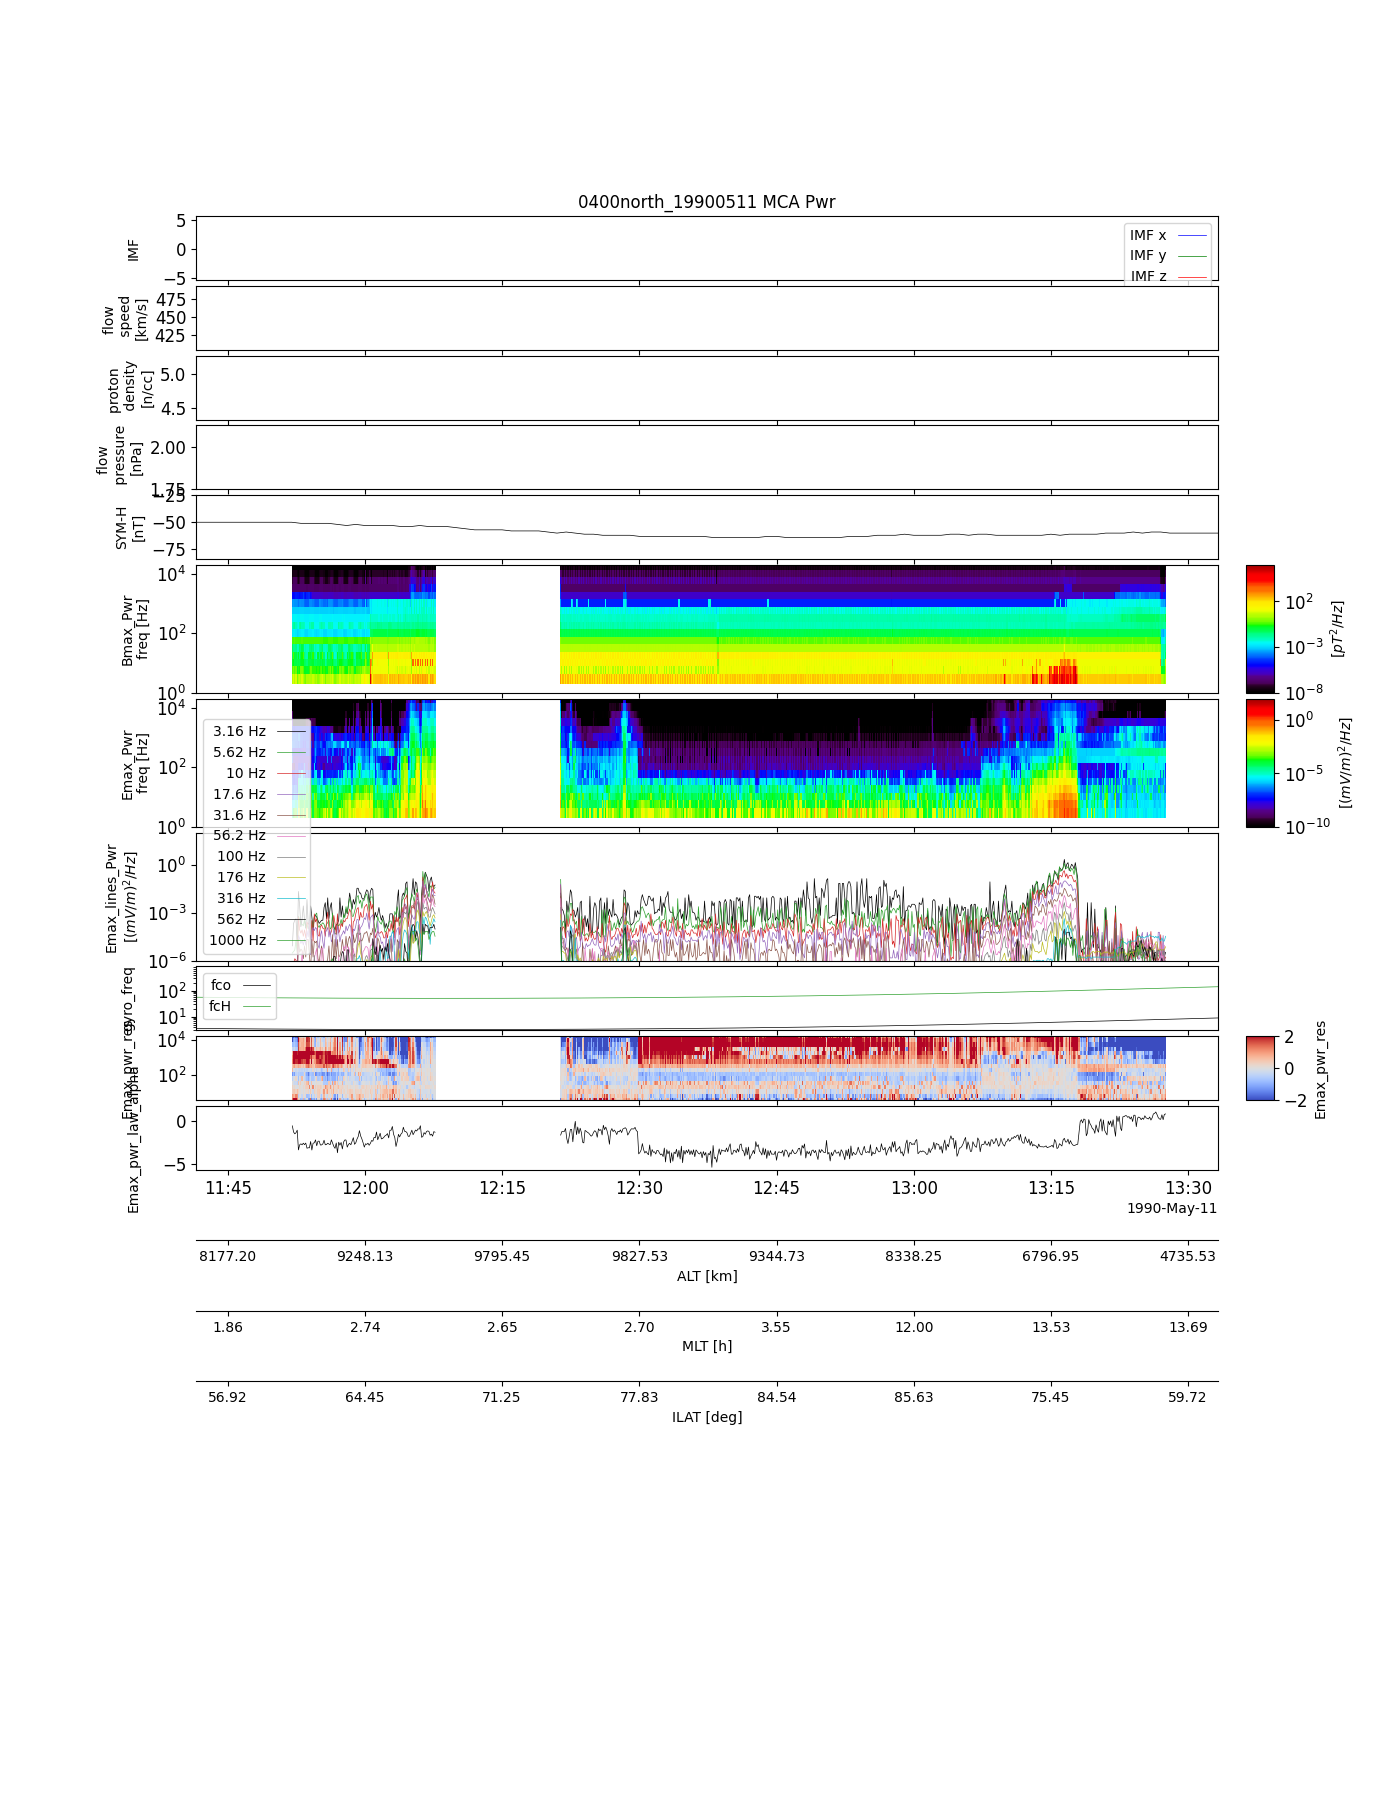 0400north_19900511 MCA Pwr
5
0
−5
IMF
IMF x
IMF y
IMF z
475
450
425
flow
speed
[km/s]
5.0
4.5
proton
density
[n/cc]
2.00
1.75
flow
pressure
[nPa]
−25
−50
−75
SYM-H
[nT]
10^4
10^2
10^0
Bmax_Pwr
freq [Hz]
10^2
10^−3
10^−8
[pT^2/Hz]
10^4
10^2
10^0
Emax_Pwr
freq [Hz]
10^0
10^−5
10^−10
[(mV/m)^2/Hz]
3.16 Hz
5.62 Hz
10 Hz
17.6 Hz
31.6 Hz
56.2 Hz
100 Hz
176 Hz
316 Hz
562 Hz
1000 Hz
10^0
10^−3
10^−6
Emax_lines_Pwr
[(mV/m)^2/Hz]
10^2
10^1
gyro_freq
fco
fcH
10^4
10^2
Emax_pwr_res
2
0
−2
Emax_pwr_res
0
−5
Emax_pwr_law_alpha
11:45 12:00 12:15 12:30 12:45 13:00 13:15 13:30
1990-May-11
8177.20 9248.13 9795.45 9827.53 9344.73 8338.25 6796.95 4735.53
ALT [km]
1.86 2.74 2.65 2.70 3.55 12.00 13.53 13.69
MLT [h]
56.92 64.45 71.25 77.83 84.54 85.63 75.45 59.72
ILAT [deg]